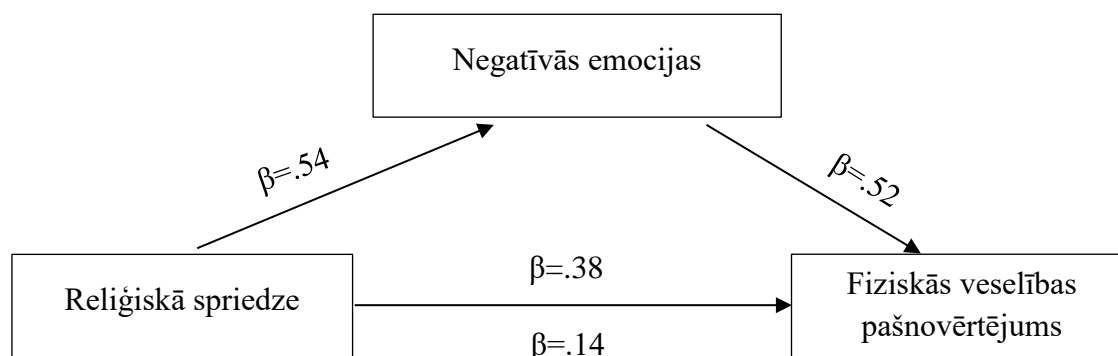 Negatīvās emocijas
β=.54
β=.52
Reliģiskā spriedze
β=.38
β=.14
Fiziskās veselības
pašnovērtējums